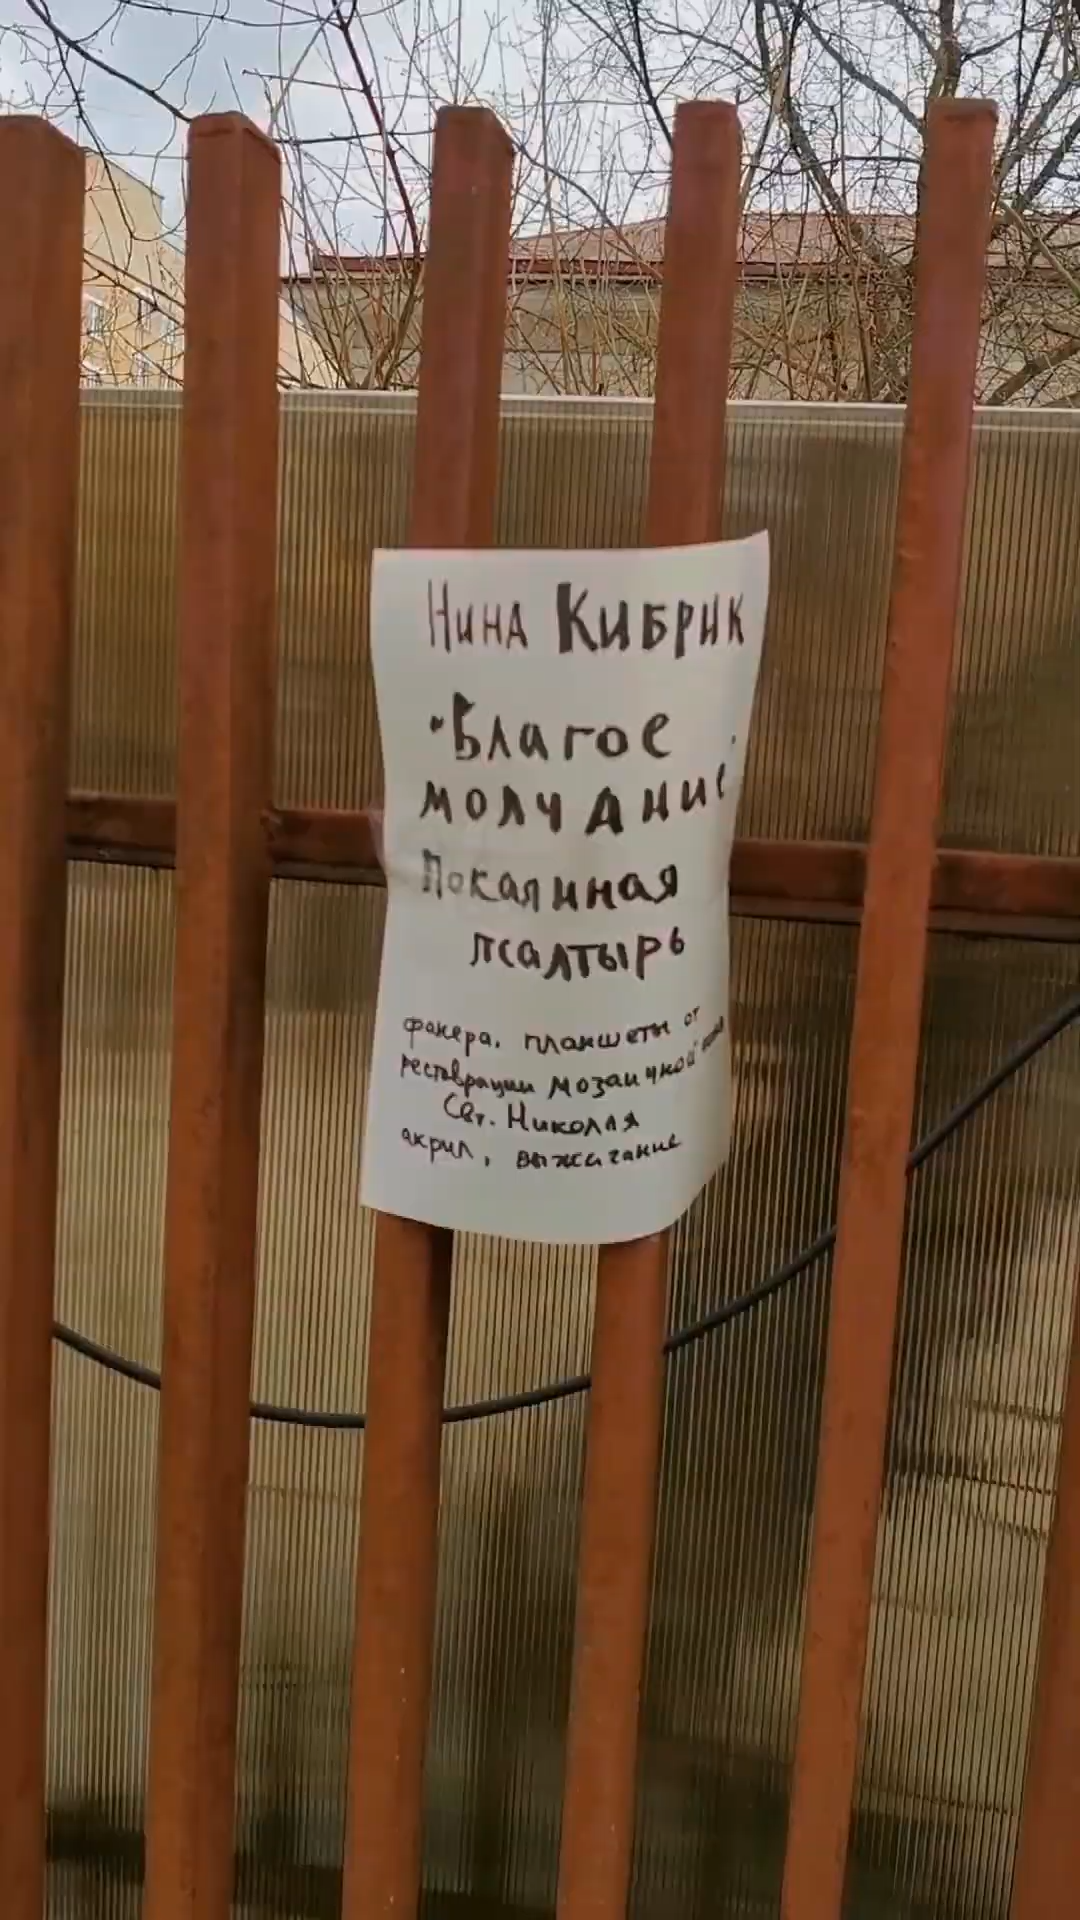 Нина Кибрик
"Благое
молчание
Покаянная
псалтырь
фанера, планшеты от
реставрации мозаичной
Свт. Николая
акрил, выжигание